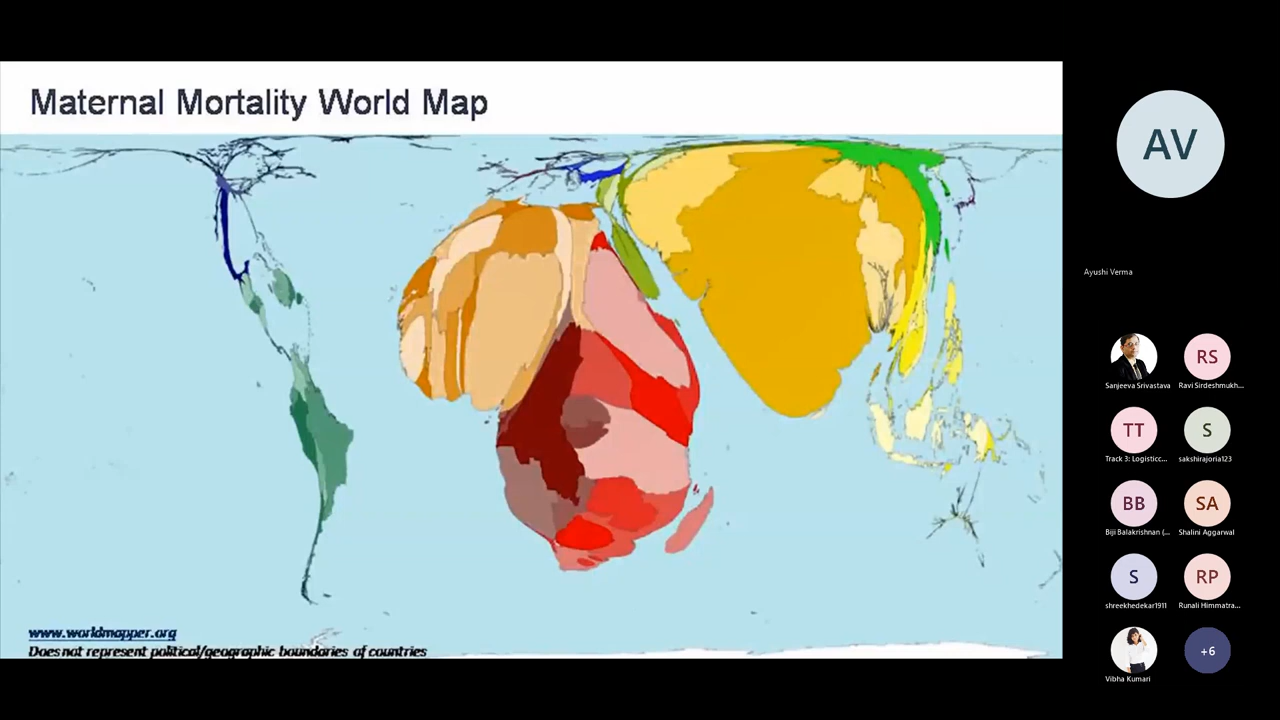 Maternal Mortality World Map
www.worldmapper.org
Does not represent political/geographic boundaries of countries
AV
Ayushi Verma
Sanjeeva Srivastava
RS
Ravi Sirdeshmukh...
TT
Track 3: Logisticc...
S
sakshirajoria123
BB
Biji Balakrishnan (...
SA
Shalini Aggarwal
S
shreekhedekar1911
RP
Runali Himmatra...
Vibha Kumari
+6